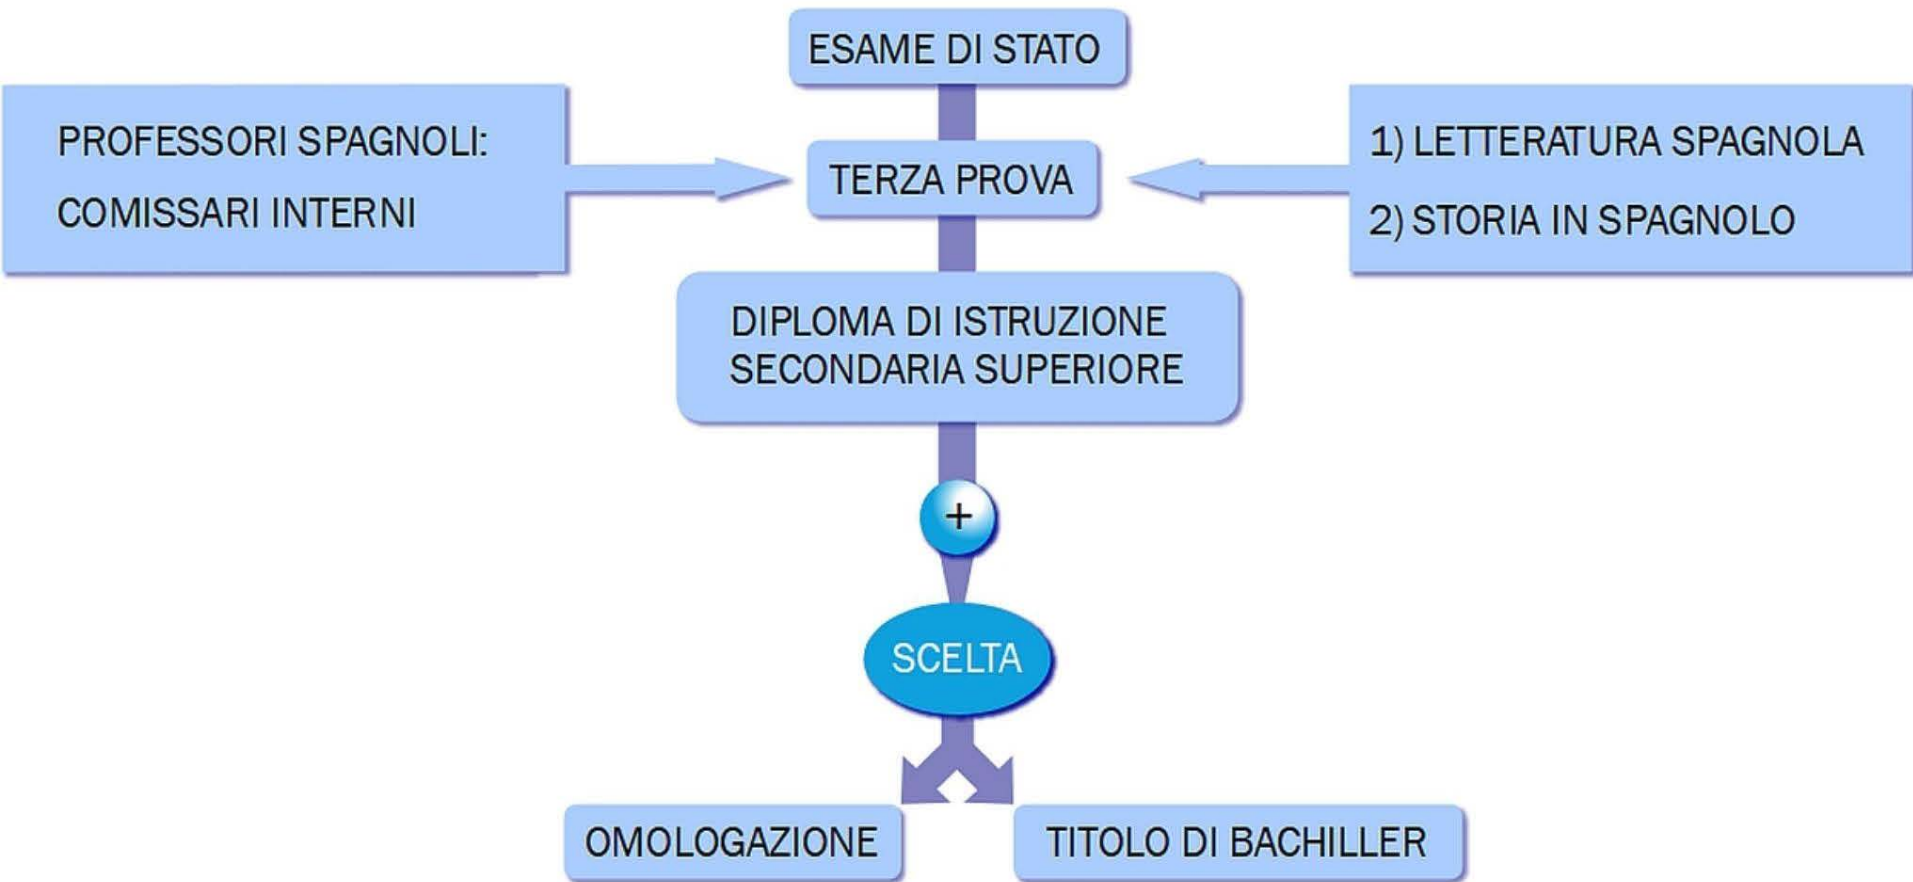 ESAME DI STATO
PROFESSORI SPAGNOLI:
COMISSARI INTERNI
TERZA PROVA
1) LETTERATURA SPAGNOLA
2) STORIA IN SPAGNOLO
DIPLOMA DI ISTRUZIONE
SECONDARIA SUPERIORE
+
SCELTA
OMOLOGAZIONE
TITOLO DI BACHILLER